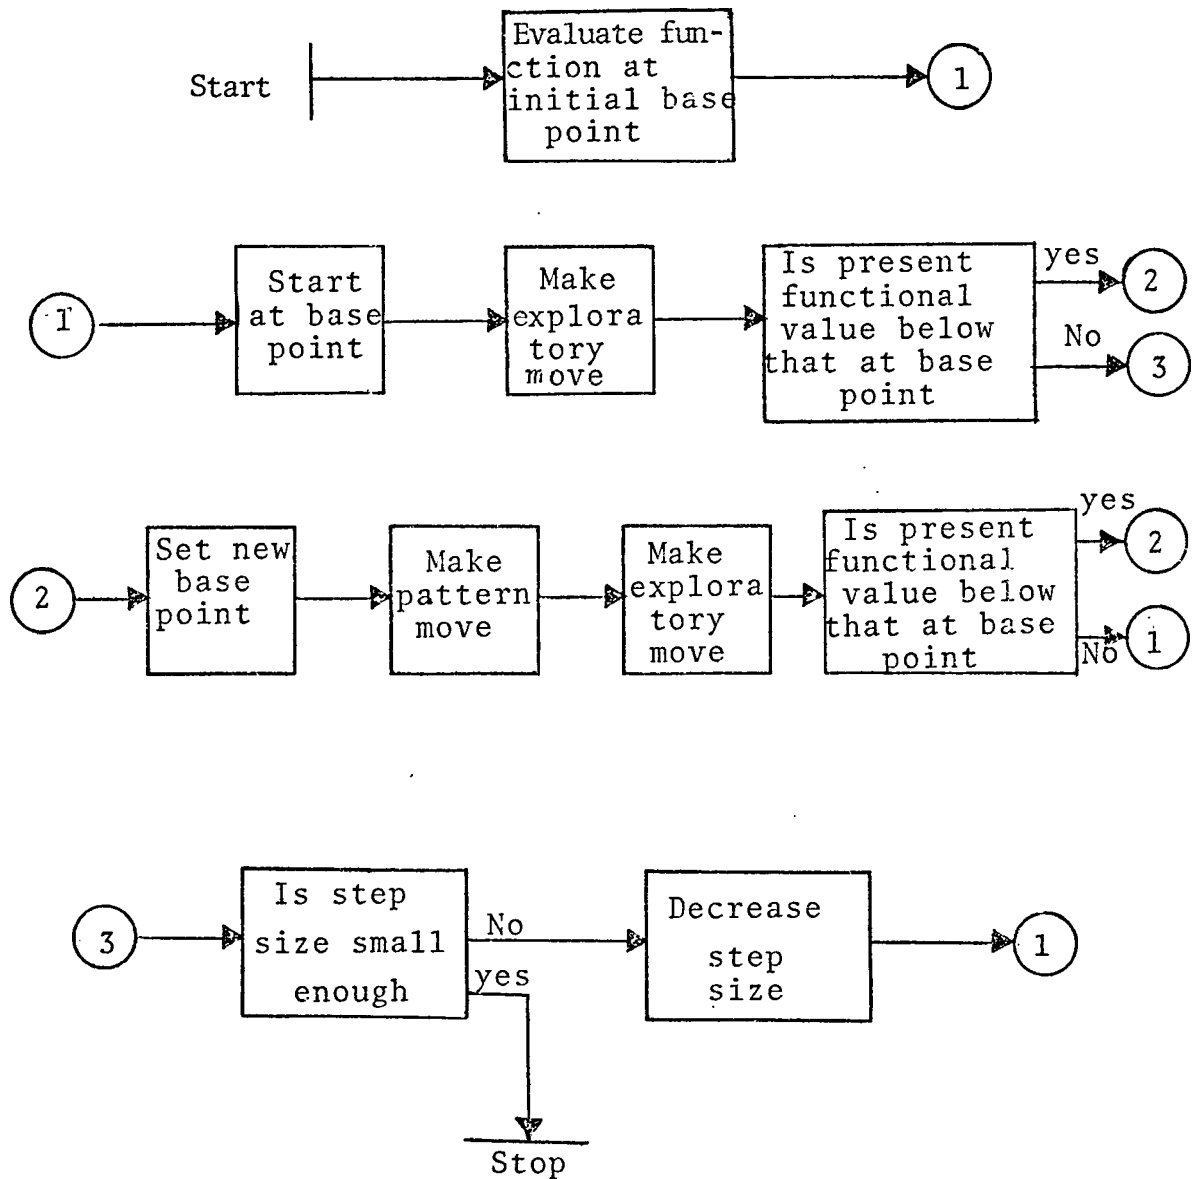 Start
Evaluate fun-
ction at
initial base
point
1
1
Start
at base
point
Make
explora
tory
move
Is present
functional
value below
that at base
point
yes
2
No
3
2
Set new
base
point
Make
pattern
move
Make
explora
tory
move
Is present
functional
value below
that at base
point
yes
2
No
1
3
Is step
size small
enough
No
yes
Decrease
step
size
1
Stop